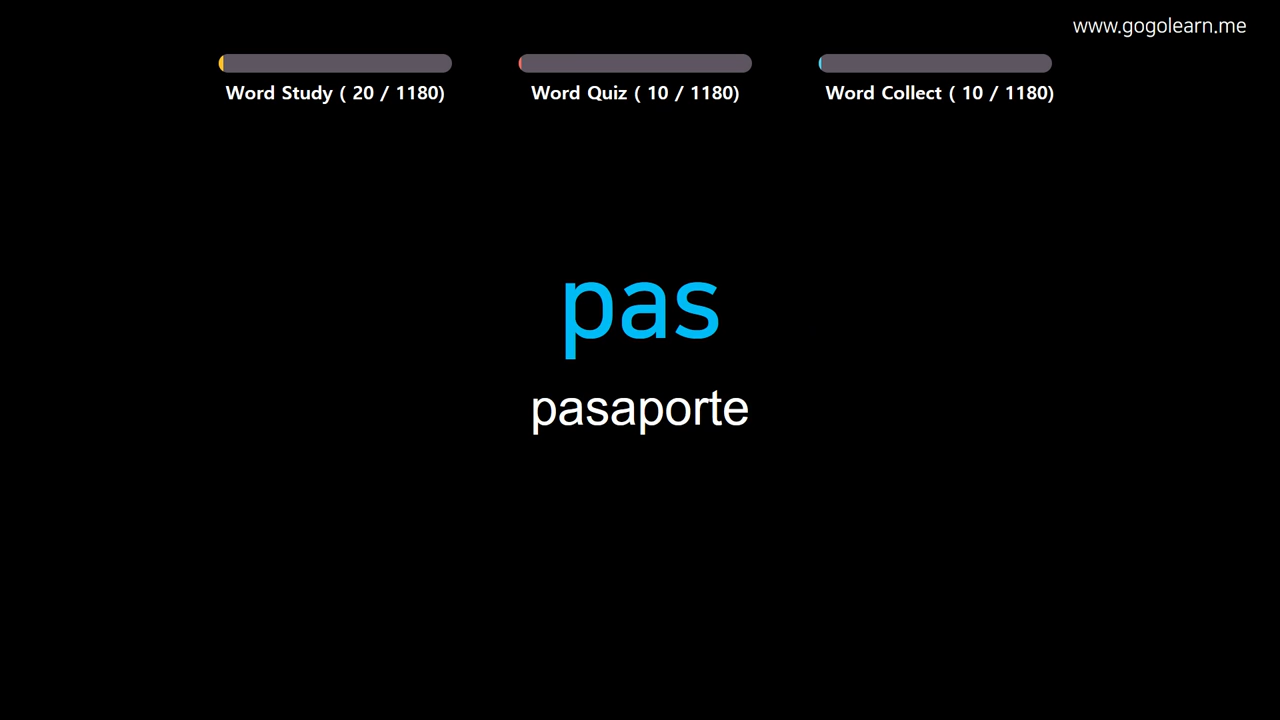 www.gogolearn.me
Word Study ( 20 / 1180)
Word Quiz ( 10 / 1180)
Word Collect ( 10 / 1180)
pas
pasaporte